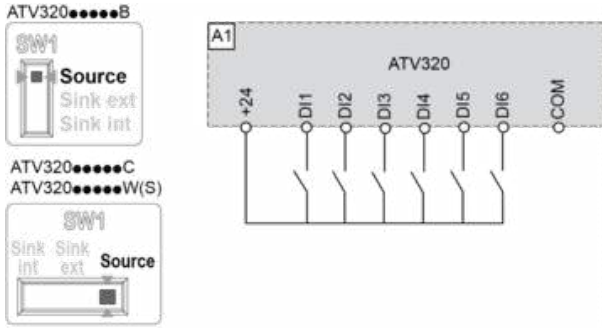 ATV320●●●●●B
SW1
Source
Sink ext
Sink int
ATV320●●●●●C
ATV320●●●●●W(S)
SW1
Sink int
Sink ext
Source
A1
ATV320
+24
DI1
DI2
DI3
DI4
DI5
DI6
COM